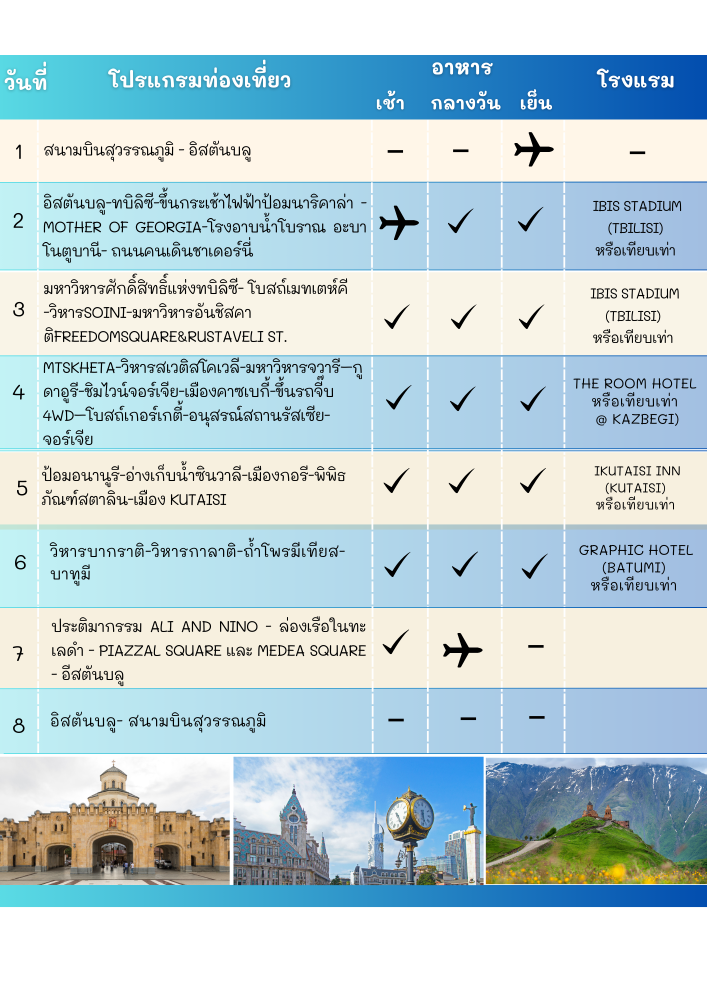 วันที่
โปรแกรมท่องเที่ยว
อาหาร
เช้า กลางวัน เย็น
โรงแรม
1
สนามบินสุวรรณภูมิ - อิสตันบลู
– –
–
2
อิสตันบลู-ทบิลิซี-ขึ้นกระเช้าไฟฟ้าป้อมนาริคาล่า -
MOTHER OF GEORGIA-โรงอาบน้ำโบราณ อะบา
โนตูบานี- ถนนคนเดินชาเดอร์นี่
IBIS STADIUM
(TBILISI)
หรือเทียบเท่า
3
มหาวิหารศักดิ์สิทธิ์แห่งทบิลิซี- โบสถ์เมทเตห์คี
-วิหารSOINI-มหาวิหารอันชิสคา
ติFREEDOMSQUARE&RUSTAVELI ST.
IBIS STADIUM
(TBILISI)
หรือเทียบเท่า
4
MTSKHETA-วิหารสเวติสโคเวลี-มหาวิหารจวารี—กู
ดาอูรี-ชิมไวน์จอร์เจีย-เมืองคาซเบกี้-ขึ้นรถจี๊บ
4WD—โบสถ์เกอร์เกตี้-อนุสรณ์สถานรัสเซีย-
จอร์เจีย
THE ROOM HOTEL
หรือเทียบเท่า
@ KAZBEGI)
5
ป้อมอนานูรี-อ่างเก็บน้ำซินวาลี-เมืองกอรี-พิพิธ
ภัณฑ์สตาลิน-เมือง KUTAISI
IKUTAISI INN
(KUTAISI)
หรือเทียบเท่า
6
วิหารบากราติ-วิหารกาลาติ-ถ้ำโพรมีเทียส-
บาทูมี
GRAPHIC HOTEL
(BATUMI)
หรือเทียบเท่า
7
ประติมากรรม ALI AND NINO - ล่องเรือในทะ
เลดำ - PIAZZAL SQUARE และ MEDEA SQUARE
- อีสตันบลู
–
8
อิสตันบลู- สนามบินสุวรรณภูมิ
– – –